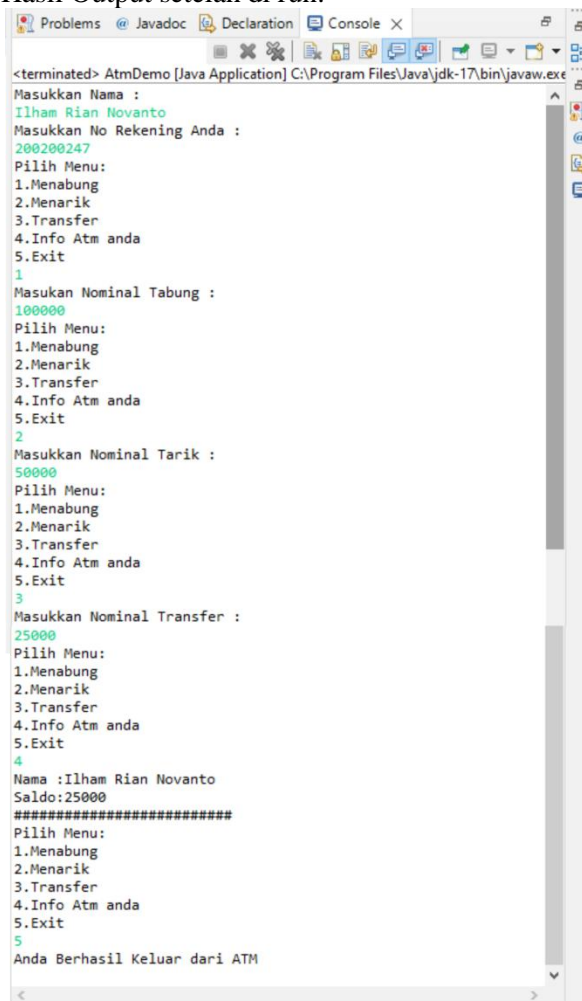 Hasil Output setelah di run:
Problems @ Javadoc Declaration Console
<terminated> AtmDemo [Java Application] C:\Program Files\Java\jdk-17\bin\javaw.exe
Masukkan Nama :
Ilham Rian Novanto
Masukkan No Rekening Anda :
200200247
Pilih Menu:
1.Menabung
2.Menarik
3.Transfer
4.Info Atm anda
5.Exit
1
Masukan Nominal Tabung :
100000
Pilih Menu:
1.Menabung
2.Menarik
3.Transfer
4.Info Atm anda
5.Exit
2
Masukkan Nominal Tarik :
50000
Pilih Menu:
1.Menabung
2.Menarik
3.Transfer
4.Info Atm anda
5.Exit
3
Masukkan Nominal Transfer :
25000
Pilih Menu:
1.Menabung
2.Menarik
3.Transfer
4.Info Atm anda
5.Exit
4
Nama :Ilham Rian Novanto
Saldo:25000
##########################
Pilih Menu:
1.Menabung
2.Menarik
3.Transfer
4.Info Atm anda
5.Exit
5
Anda Berhasil Keluar dari ATM